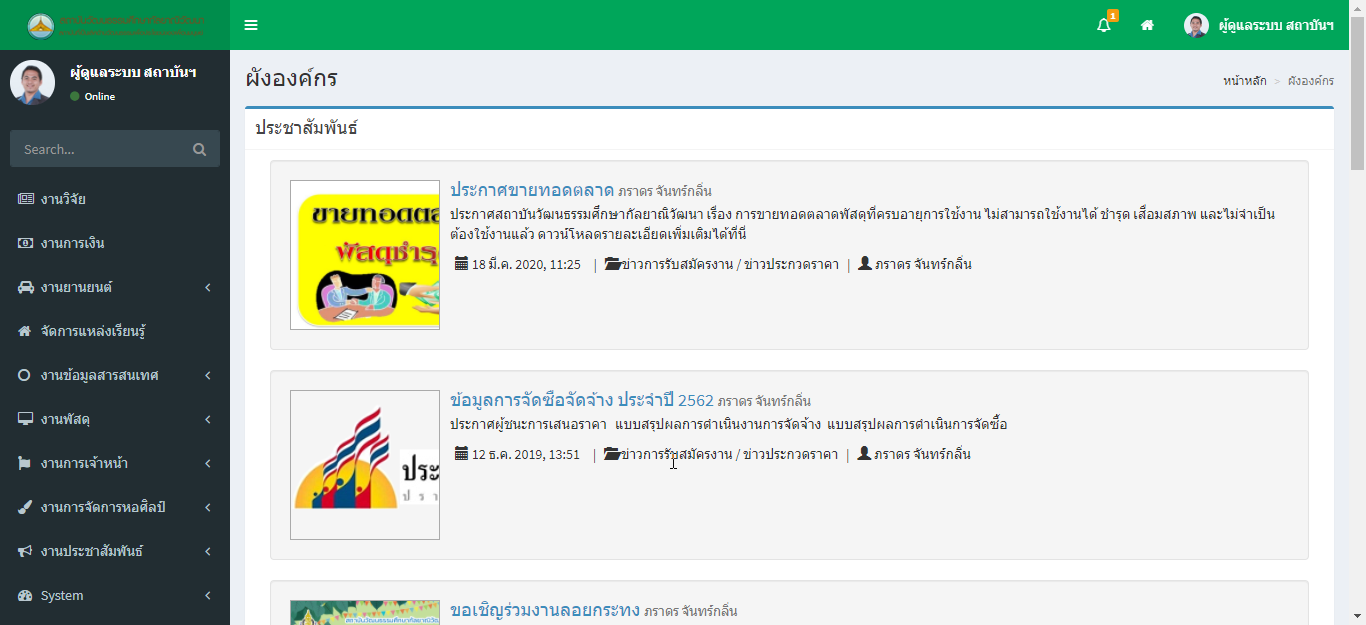 1
ผู้ดูแลระบบ สถาบันฯ
ผู้ดูแลระบบ สถาบันฯ
Online
Search...
งานวิจัย
งานการเงิน
งานยานยนต์
จัดการแหล่งเรียนรู้
งานข้อมูลสารสนเทศ
งานพัสดุ
งานการเจ้าหน้า
งานการจัดการหอศิลป์
งานประชาสัมพันธ์
System
ผังองค์กร
หน้าหลัก > ผังองค์กร
ประชาสัมพันธ์
ขายทอดตล
พัสดุชำรุ
ประกาศขายทอดตลาด ภราดร จันทร์กลิ่น
ประกาศสถาบันวัฒนธรรมศึกษากัลยาณิวัฒนา เรื่อง การขายทอดตลาดพัสดุที่ครบอายุการใช้งาน ไม่สามารถใช้งานได้ ชำรุด เสื่อมสภาพ และไม่จำเป็น
ต้องใช้งานแล้ว ดาวน์โหลดรายละเอียดเพิ่มเติมได้ที่นี่
18 มี.ค. 2020, 11:25 | ข่าวการรับสมัครงาน / ข่าวประกวดราคา | ภราดร จันทร์กลิ่น
ประ
ปรา
ข้อมูลการจัดซื้อจัดจ้าง ประจำปี 2562 ภราดร จันทร์กลิ่น
ประกาศผู้ชนะการเสนอราคา แบบสรุปผลการดำเนินงานการจัดจ้าง แบบสรุปผลการดำเนินการจัดซื้อ
12 ธ.ค. 2019, 13:51 | ข่าวการรับสมัครงาน / ข่าวประกวดราคา | ภราดร จันทร์กลิ่น
ขอเชิญร่วมงานลอยกระทง ภราดร จันทร์กลิ่น